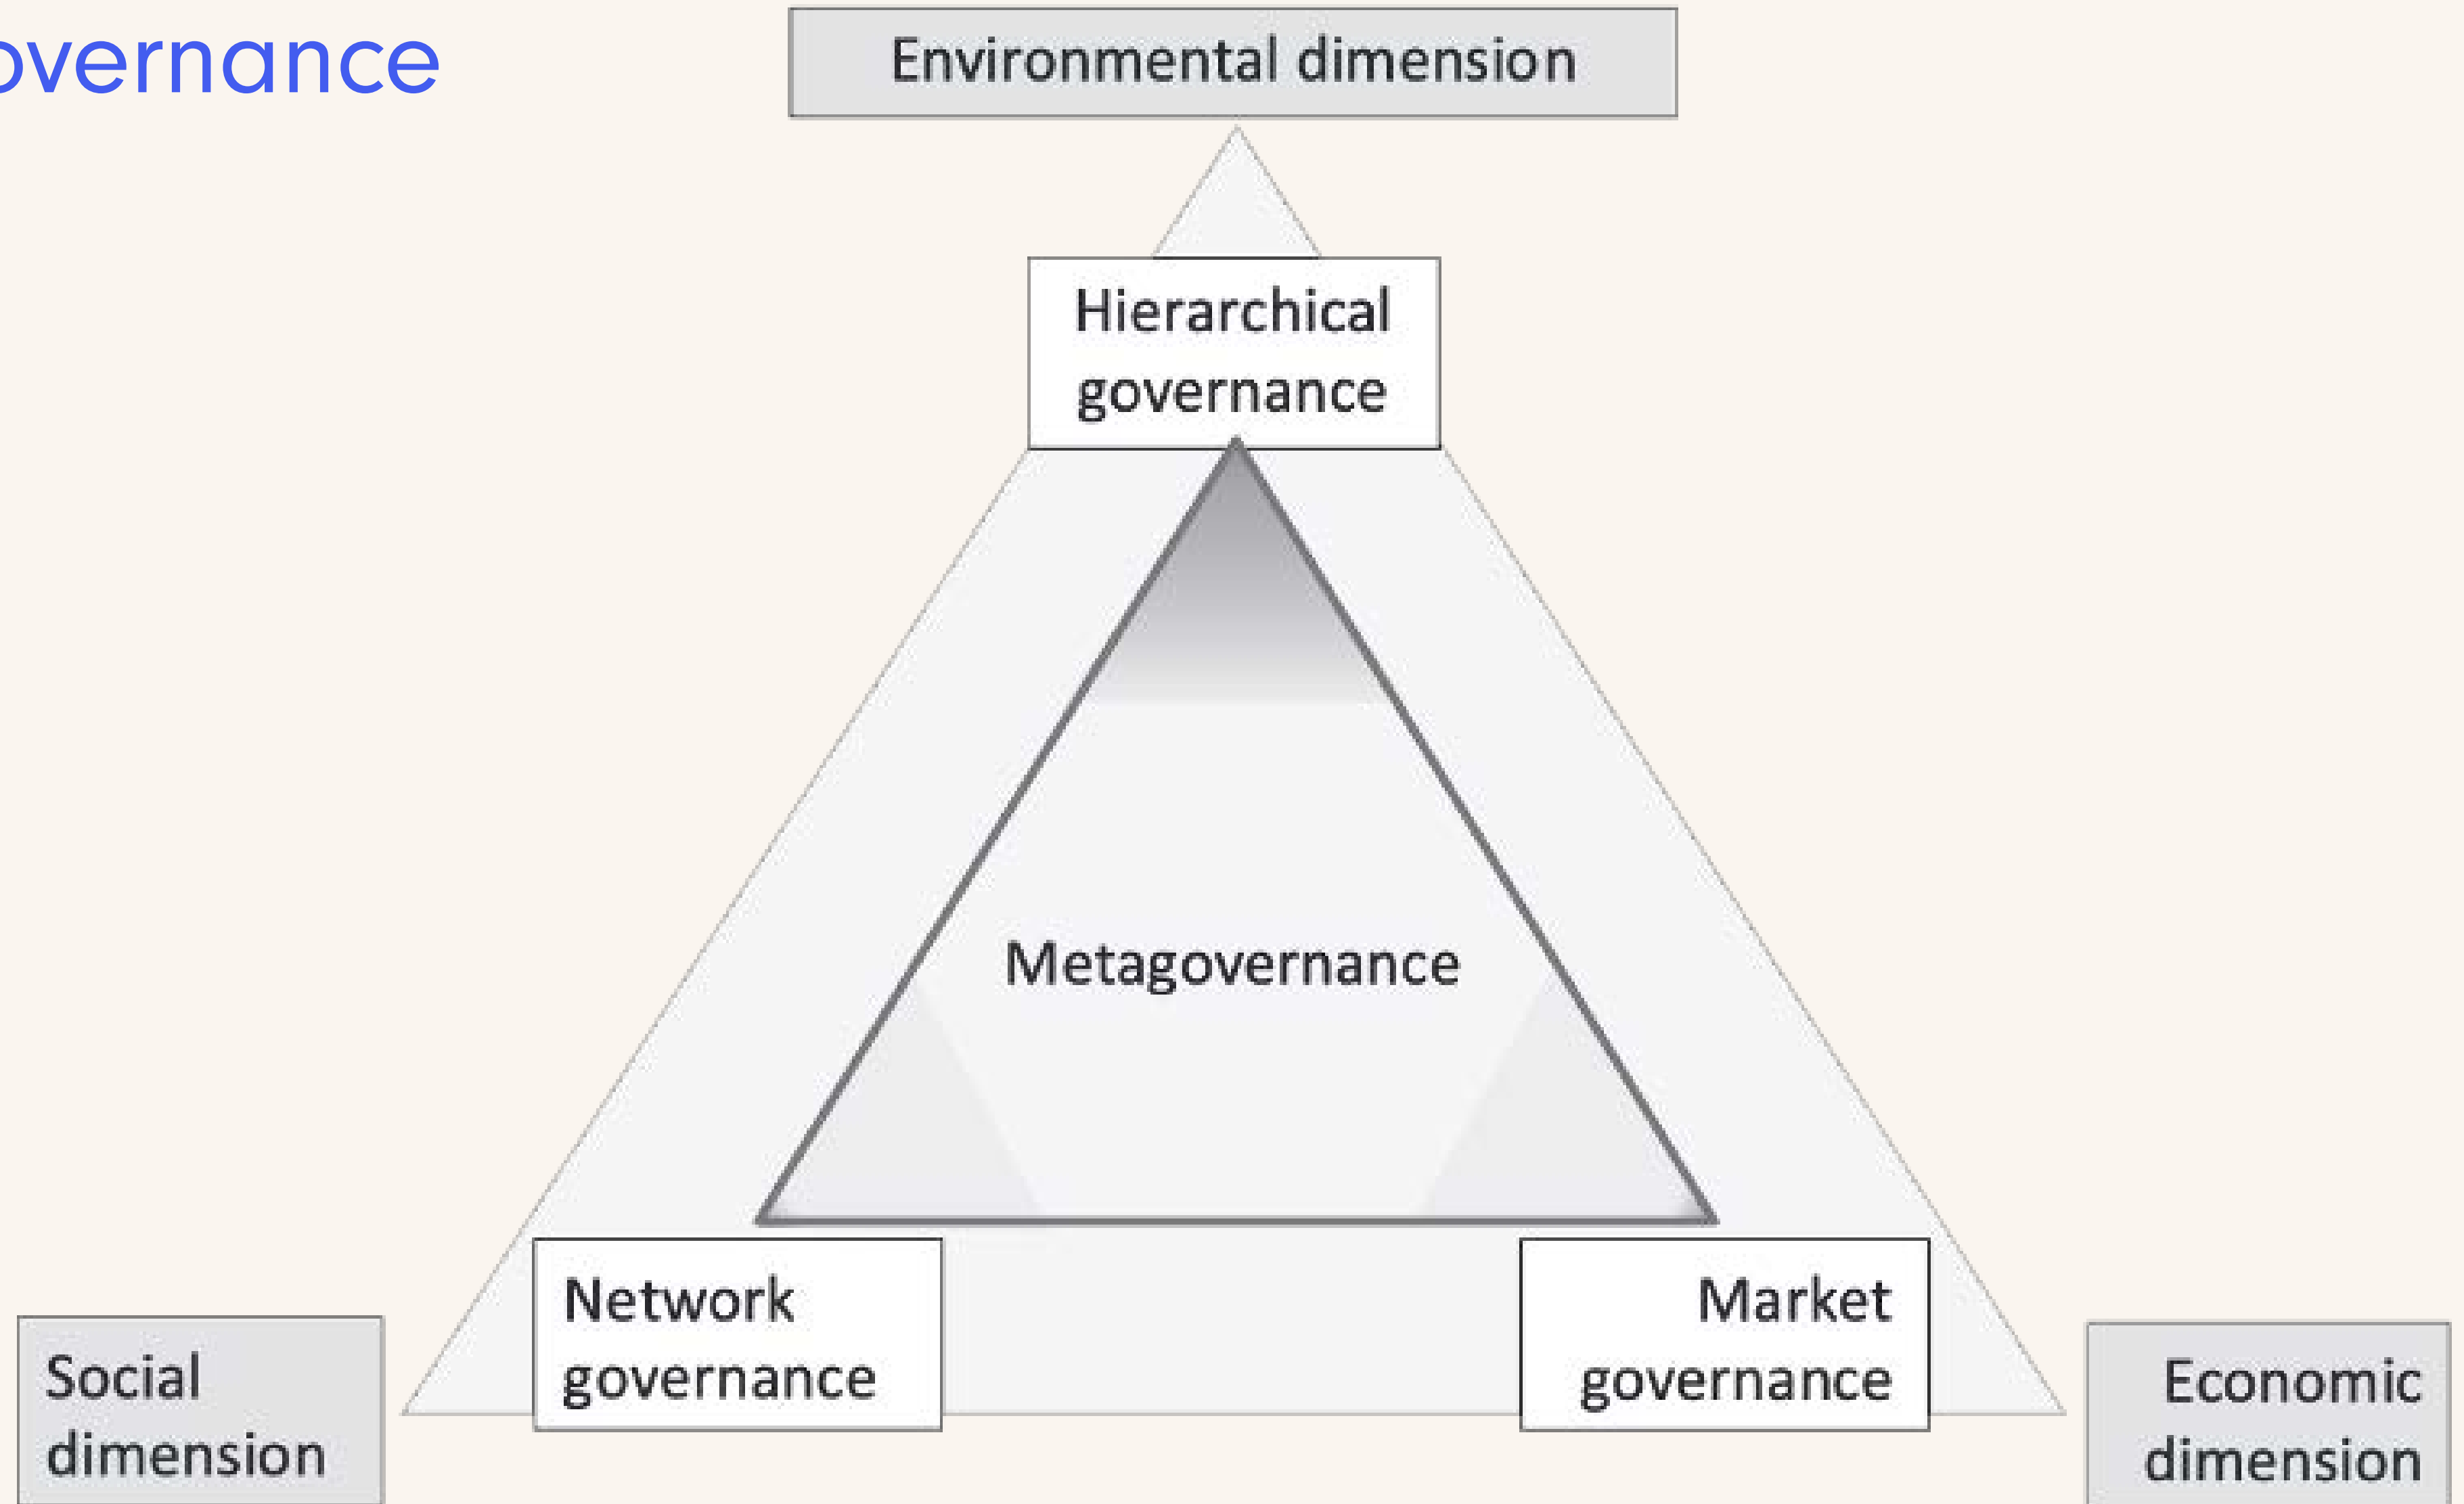 overnance
Environmental dimension
Hierarchical
governance
Metagovernance
Network
governance
Market
governance
Social
dimension
Economic
dimension